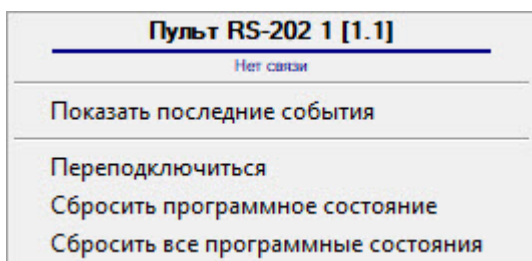 Пульт RS-202 1 [1.1]
Нет связи
Показать последние события
Переподключиться
Сбросить программное состояние
Сбросить все программные состояния